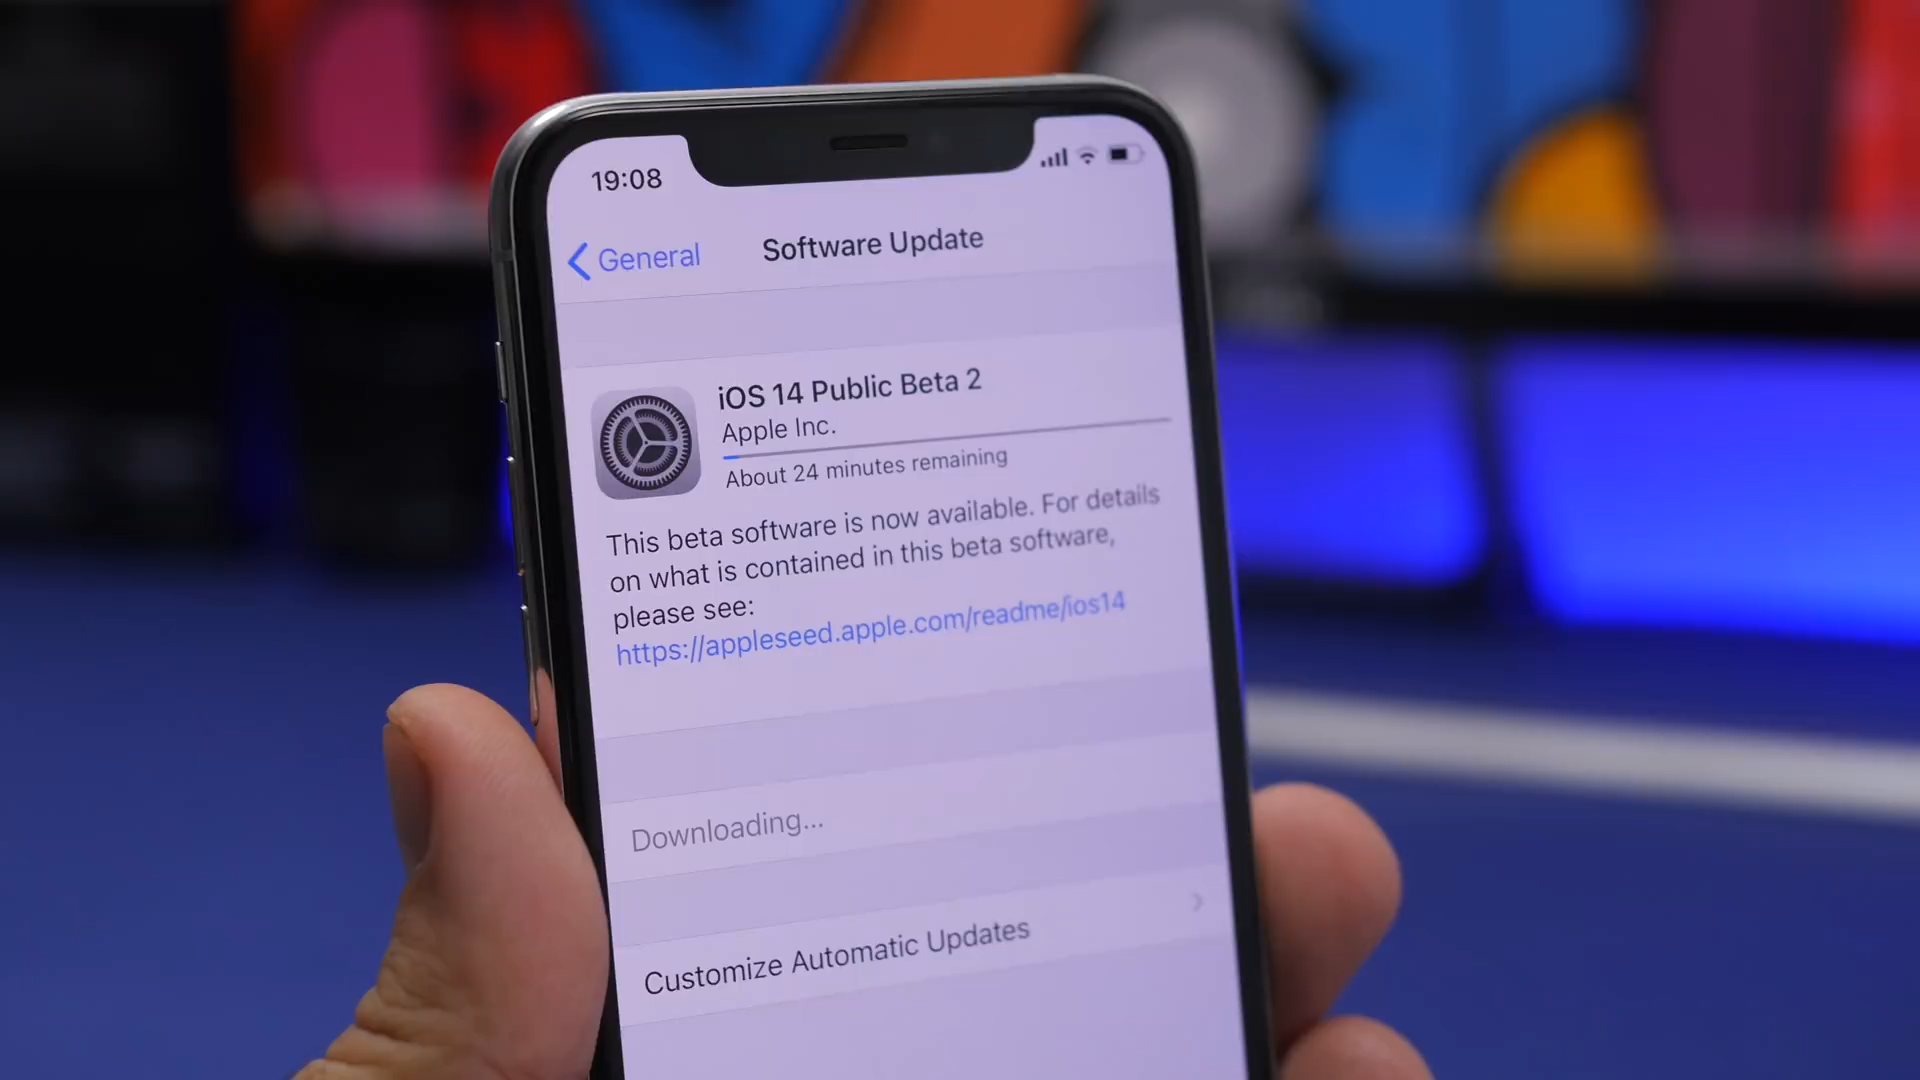 19:08
General
Software Update
iOS 14 Public Beta 2
Apple Inc.
About 24 minutes remaining
This beta software is now available. For details
on what is contained in this beta software,
please see:
https://appleseed.apple.com/readme/ios14
Downloading...
Customize Automatic Updates